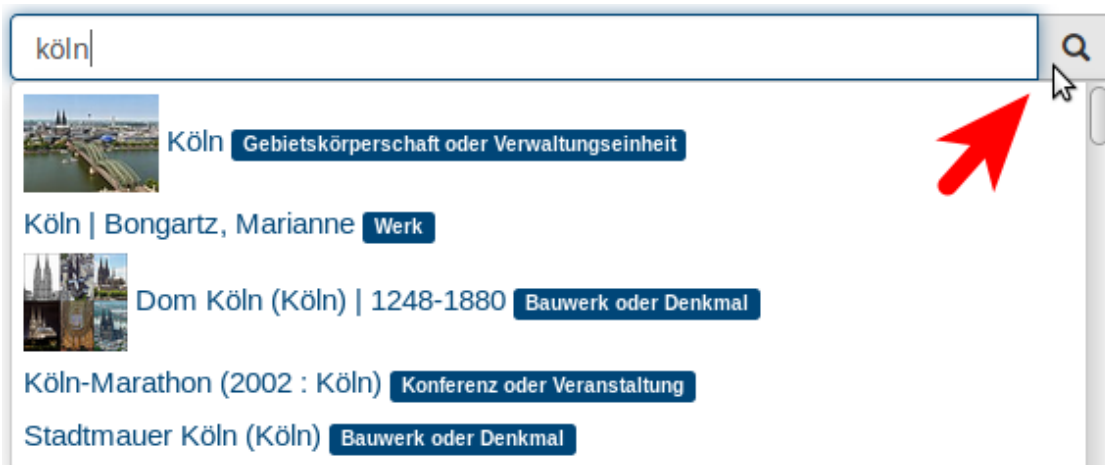 köln
Köln Gebietskörperschaft oder Verwaltungseinheit
Köln | Bongartz, Marianne Werk
Dom Köln (Köln) | 1248-1880 Bauwerk oder Denkmal
Köln-Marathon (2002 : Köln) Konferenz oder Veranstaltung
Stadtmauer Köln (Köln) Bauwerk oder Denkmal